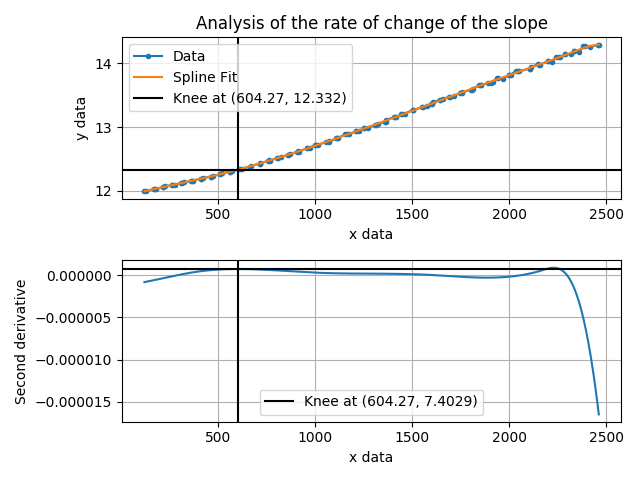 Analysis of the rate of change of the slope
Data
Spline Fit
Knee at (604.27, 12.332)
y data
14
13
12
500 1000 1500 2000 2500
x data
Second derivative
0.000000
−0.000005
−0.000010
−0.000015
Knee at (604.27, 7.4029)
500 1000 1500 2000 2500
x data